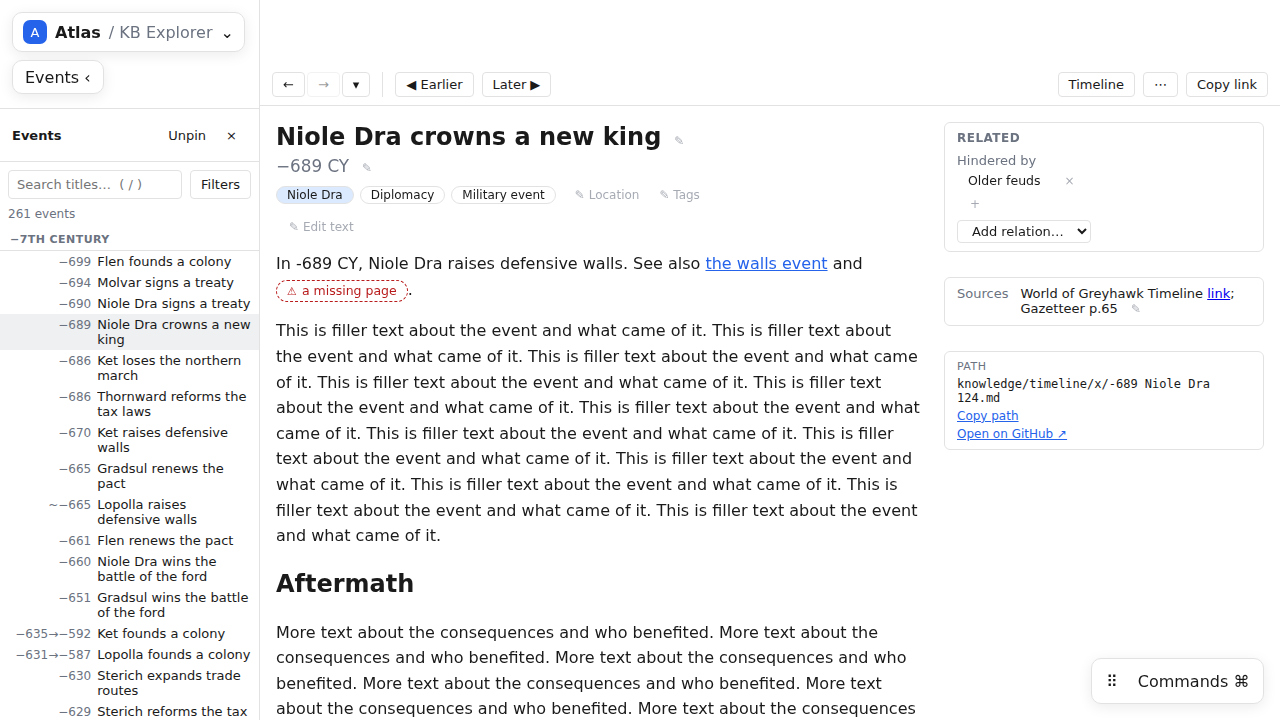 A Atlas / KB Explorer ⌄
Events ‹
Events Unpin ×
Search titles… ( / ) Filters
261 events
−7TH CENTURY
−699 Flen founds a colony
−694 Molvar signs a treaty
−690 Niole Dra signs a treaty
−689 Niole Dra crowns a new
king
−686 Ket loses the northern
march
−686 Thornward reforms the
tax laws
−670 Ket raises defensive
walls
−665 Gradsul renews the
pact
~−665 Lopolla raises
defensive walls
−661 Flen renews the pact
−660 Niole Dra wins the
battle of the ford
−651 Gradsul wins the battle
of the ford
−635→−592 Ket founds a colony
−631→−587 Lopolla founds a colony
−630 Sterich expands trade
routes
−629 Sterich reforms the tax
← → ▾ ◀ Earlier Later ▶ Timeline ⋯ Copy link
Niole Dra crowns a new king ✎
−689 CY ✎
Niole Dra Diplomacy Military event ✎ Location ✎ Tags
✎ Edit text
In -689 CY, Niole Dra raises defensive walls. See also the walls event and
⚠ a missing page.
This is filler text about the event and what came of it. This is filler text about
the event and what came of it. This is filler text about the event and what came
of it. This is filler text about the event and what came of it. This is filler text
about the event and what came of it. This is filler text about the event and what
came of it. This is filler text about the event and what came of it. This is filler
text about the event and what came of it. This is filler text about the event and
what came of it. This is filler text about the event and what came of it. This is
filler text about the event and what came of it. This is filler text about the event
and what came of it.
Aftermath
More text about the consequences and who benefited. More text about the
consequences and who benefited. More text about the consequences and who
benefited. More text about the consequences and who benefited. More text
about the consequences and who benefited. More text about the consequences
RELATED
Hindered by
Older feuds ×
+
Add relation…
Sources World of Greyhawk Timeline link;
Gazetteer p.65 ✎
PATH
knowledge/timeline/x/-689 Niole Dra
124.md
Copy path
Open on GitHub ↗
⠿ Commands ⌘